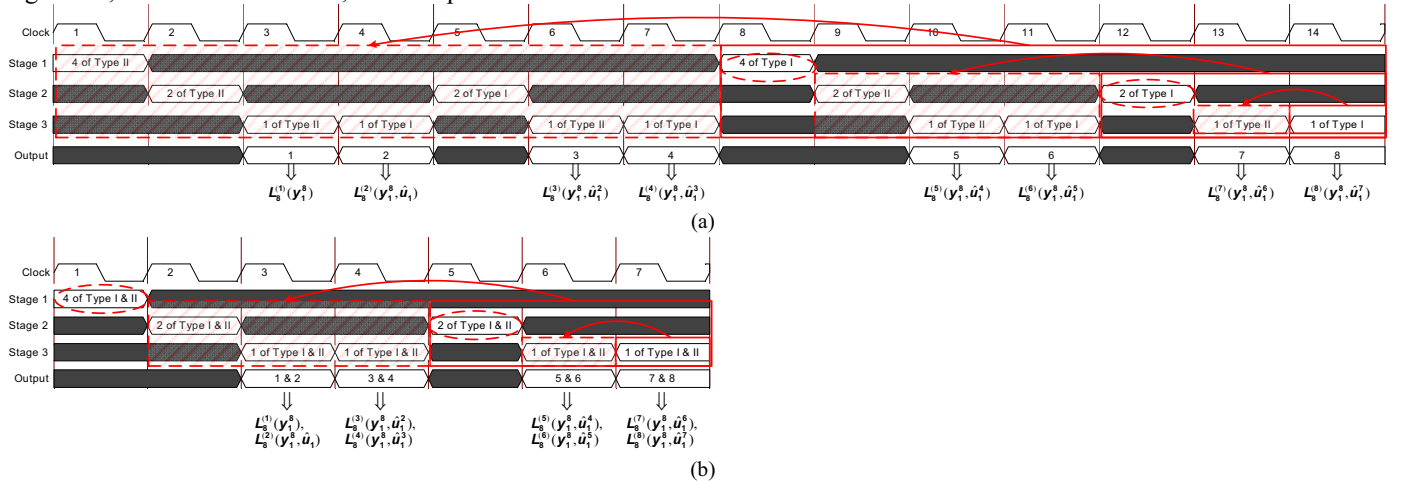 Clock 1 2 3 4 5 6 7 8 9 10 11 12 13 14
Stage 1 4 of Type II 4 of Type I
Stage 2 2 of Type II 2 of Type I 2 of Type II 2 of Type I
Stage 3 1 of Type II 1 of Type I 1 of Type II 1 of Type I 1 of Type II 1 of Type I 1 of Type II 1 of Type I
Output 1 2 3 4 5 6 7 8
L₈⁽¹⁾(y₁⁸) L₈⁽²⁾(y₁⁸,û₁) L₈⁽³⁾(y₁⁸,û₁²) L₈⁽⁴⁾(y₁⁸,û₁³) L₈⁽⁵⁾(y₁⁸,û₁⁴) L₈⁽⁶⁾(y₁⁸,û₁⁵) L₈⁽⁷⁾(y₁⁸,û₁⁶) L₈⁽⁸⁾(y₁⁸,û₁⁷)
(a)
Clock 1 2 3 4 5 6 7
Stage 1 4 of Type I & II
Stage 2 2 of Type I & II 2 of Type I & II
Stage 3 1 of Type I & II 1 of Type I & II 1 of Type I & II 1 of Type I & II
Output 1 & 2 3 & 4 5 & 6 7 & 8
L₈⁽¹⁾(y₁⁸), L₈⁽³⁾(y₁⁸,û₁²), L₈⁽⁵⁾(y₁⁸,û₁⁴), L₈⁽⁷⁾(y₁⁸,û₁⁶),
L₈⁽²⁾(y₁⁸,û₁) L₈⁽⁴⁾(y₁⁸,û₁³) L₈⁽⁶⁾(y₁⁸,û₁⁵) L₈⁽⁸⁾(y₁⁸,û₁⁷)
(b)